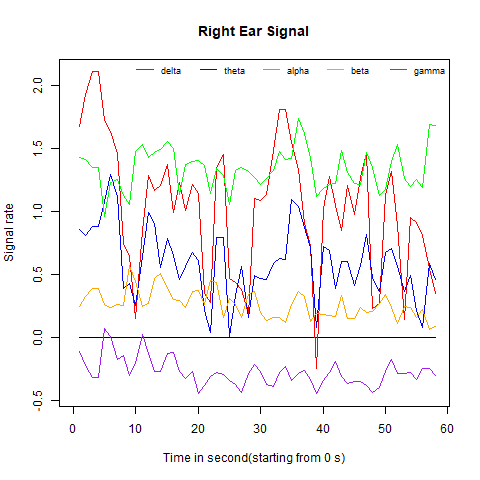 Right Ear Signal
delta theta alpha beta gamma
2.0
1.5
1.0
0.5
0.0
-0.5
Signal rate
0 10 20 30 40 50 60
Time in second(starting from 0 s)